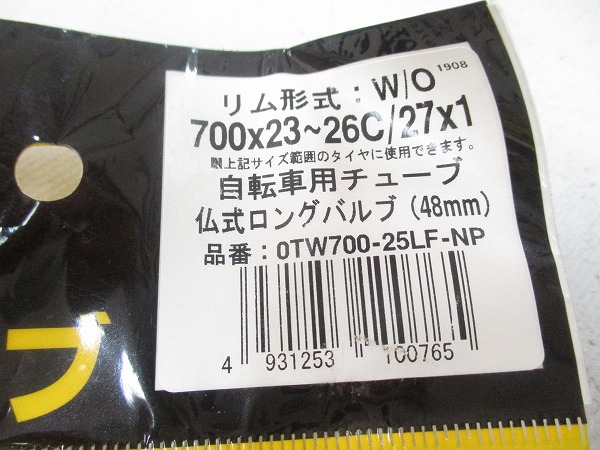 リム形式：W/O 1908
700x23~26C/27x1
■上記サイズ範囲のタイヤに使用できます。
自転車用チューブ
仏式ロングバルブ（48mm）
品番：0TW700-25LF-NP
4 931253 100765
ブ